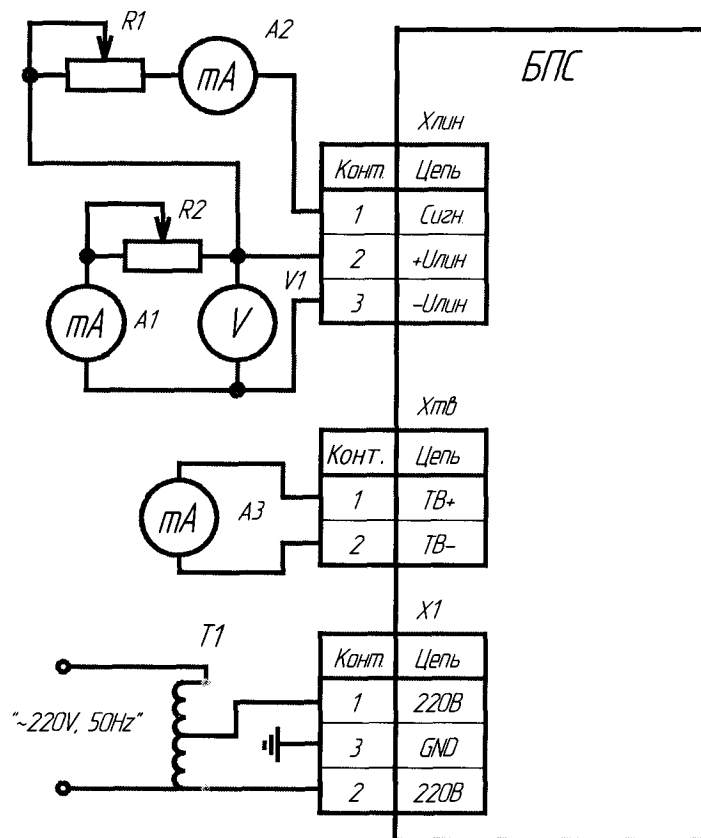 R1
A2
mA
БПС
Xлин
Конт. Цепь
1 Сигн.
2 +Uлин
3 -Uлин
R2
V1
mA
A1
V
Xтв
Конт. Цепь
1 ТВ+
2 ТВ-
mA
A3
X1
Конт. Цепь
1 220В
3 GND
2 220В
T1
"~220V, 50Hz"